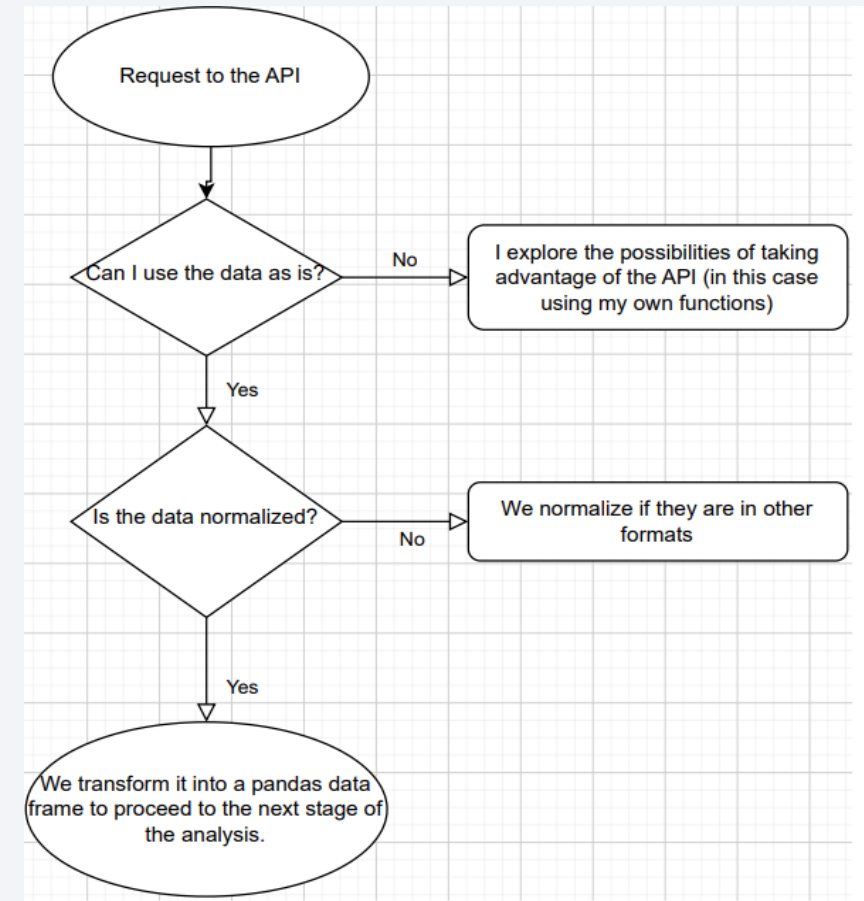 Request to the API
Can I use the data as is?
No
I explore the possibilities of taking
advantage of the API (in this case
using my own functions)
Yes
Is the data normalized?
No
We normalize if they are in other
formats
Yes
We transform it into a pandas data
frame to proceed to the next stage of
the analysis.